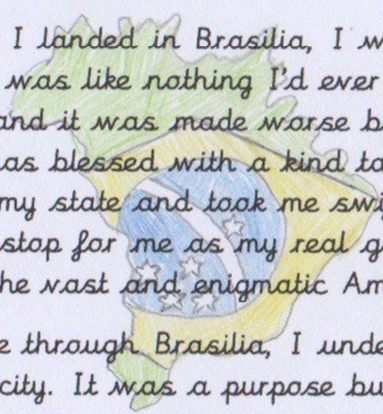 I landed in Brasilia, I w
was like nothing I'd ever
and it was made worse b
as blessed with a kind ta
my state and took me swi
stop for me as my real g
he vast and enigmatic Am
e through Brasilia, I unde
city. It was a purpose bu